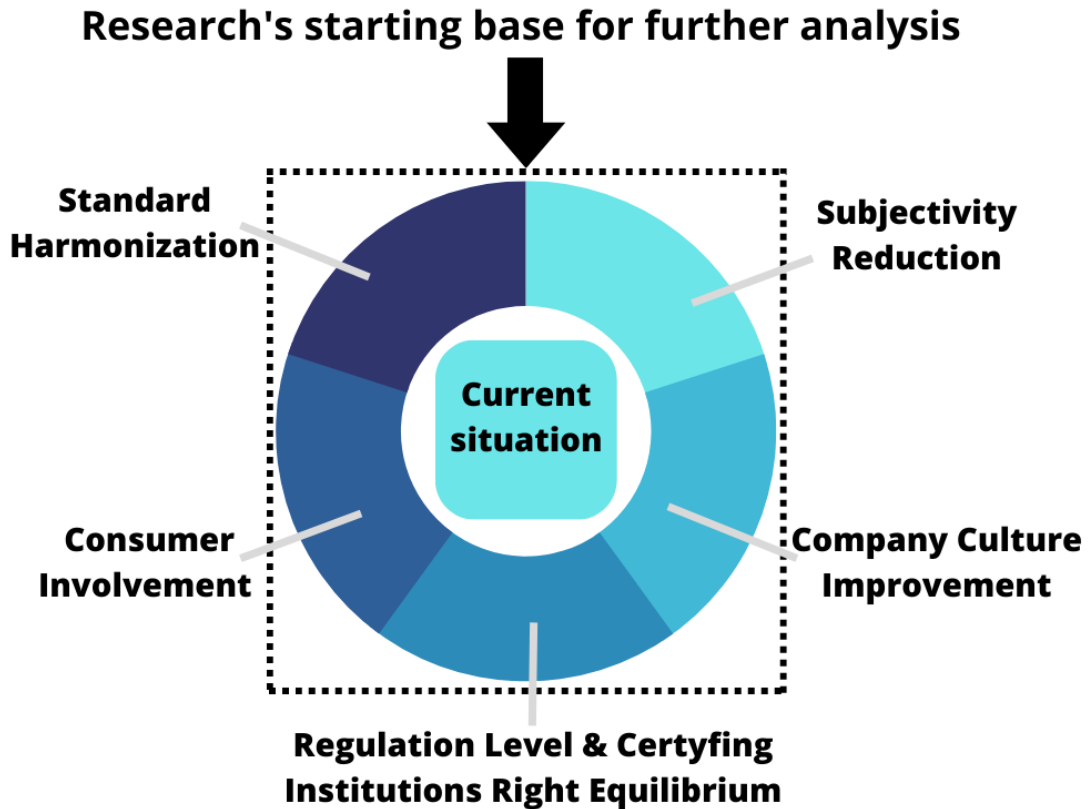 Research's starting base for further analysis
Standard
Harmonization
Subjectivity
Reduction
Current
situation
Consumer
Involvement
Company Culture
Improvement
Regulation Level & Certyfing
Institutions Right Equilibrium